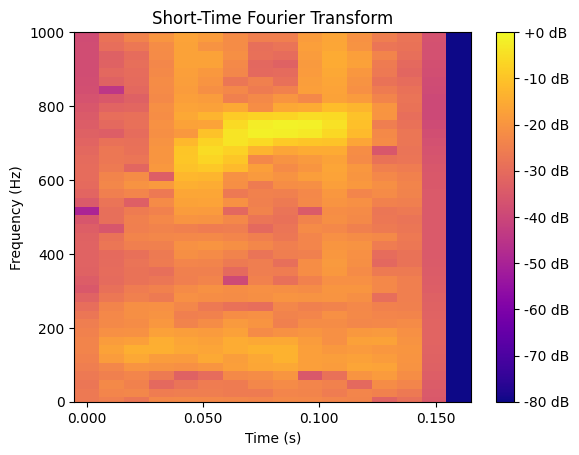 Short-Time Fourier Transform
1000
800
600
400
200
0
Frequency (Hz)
0.000
0.050
0.100
0.150
Time (s)
+0 dB
-10 dB
-20 dB
-30 dB
-40 dB
-50 dB
-60 dB
-70 dB
-80 dB